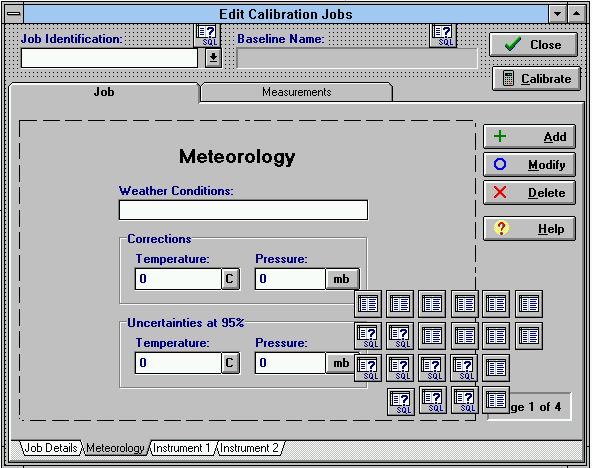 Edit Calibration Jobs
Job Identification:
SQL
Baseline Name:
SQL
Close
Calibrate
Job
Measurements
Meteorology
Add
Modify
Delete
Help
Weather Conditions:
Corrections
Temperature:
Pressure:
0
C
0
mb
Uncertainties at 95%
Temperature:
Pressure:
0
C
0
mb
SQL
SQL
SQL
SQL
SQL
SQL
SQL
SQL
SQL
1 of 4
Job Details
Meteorology
Instrument 1
Instrument 2